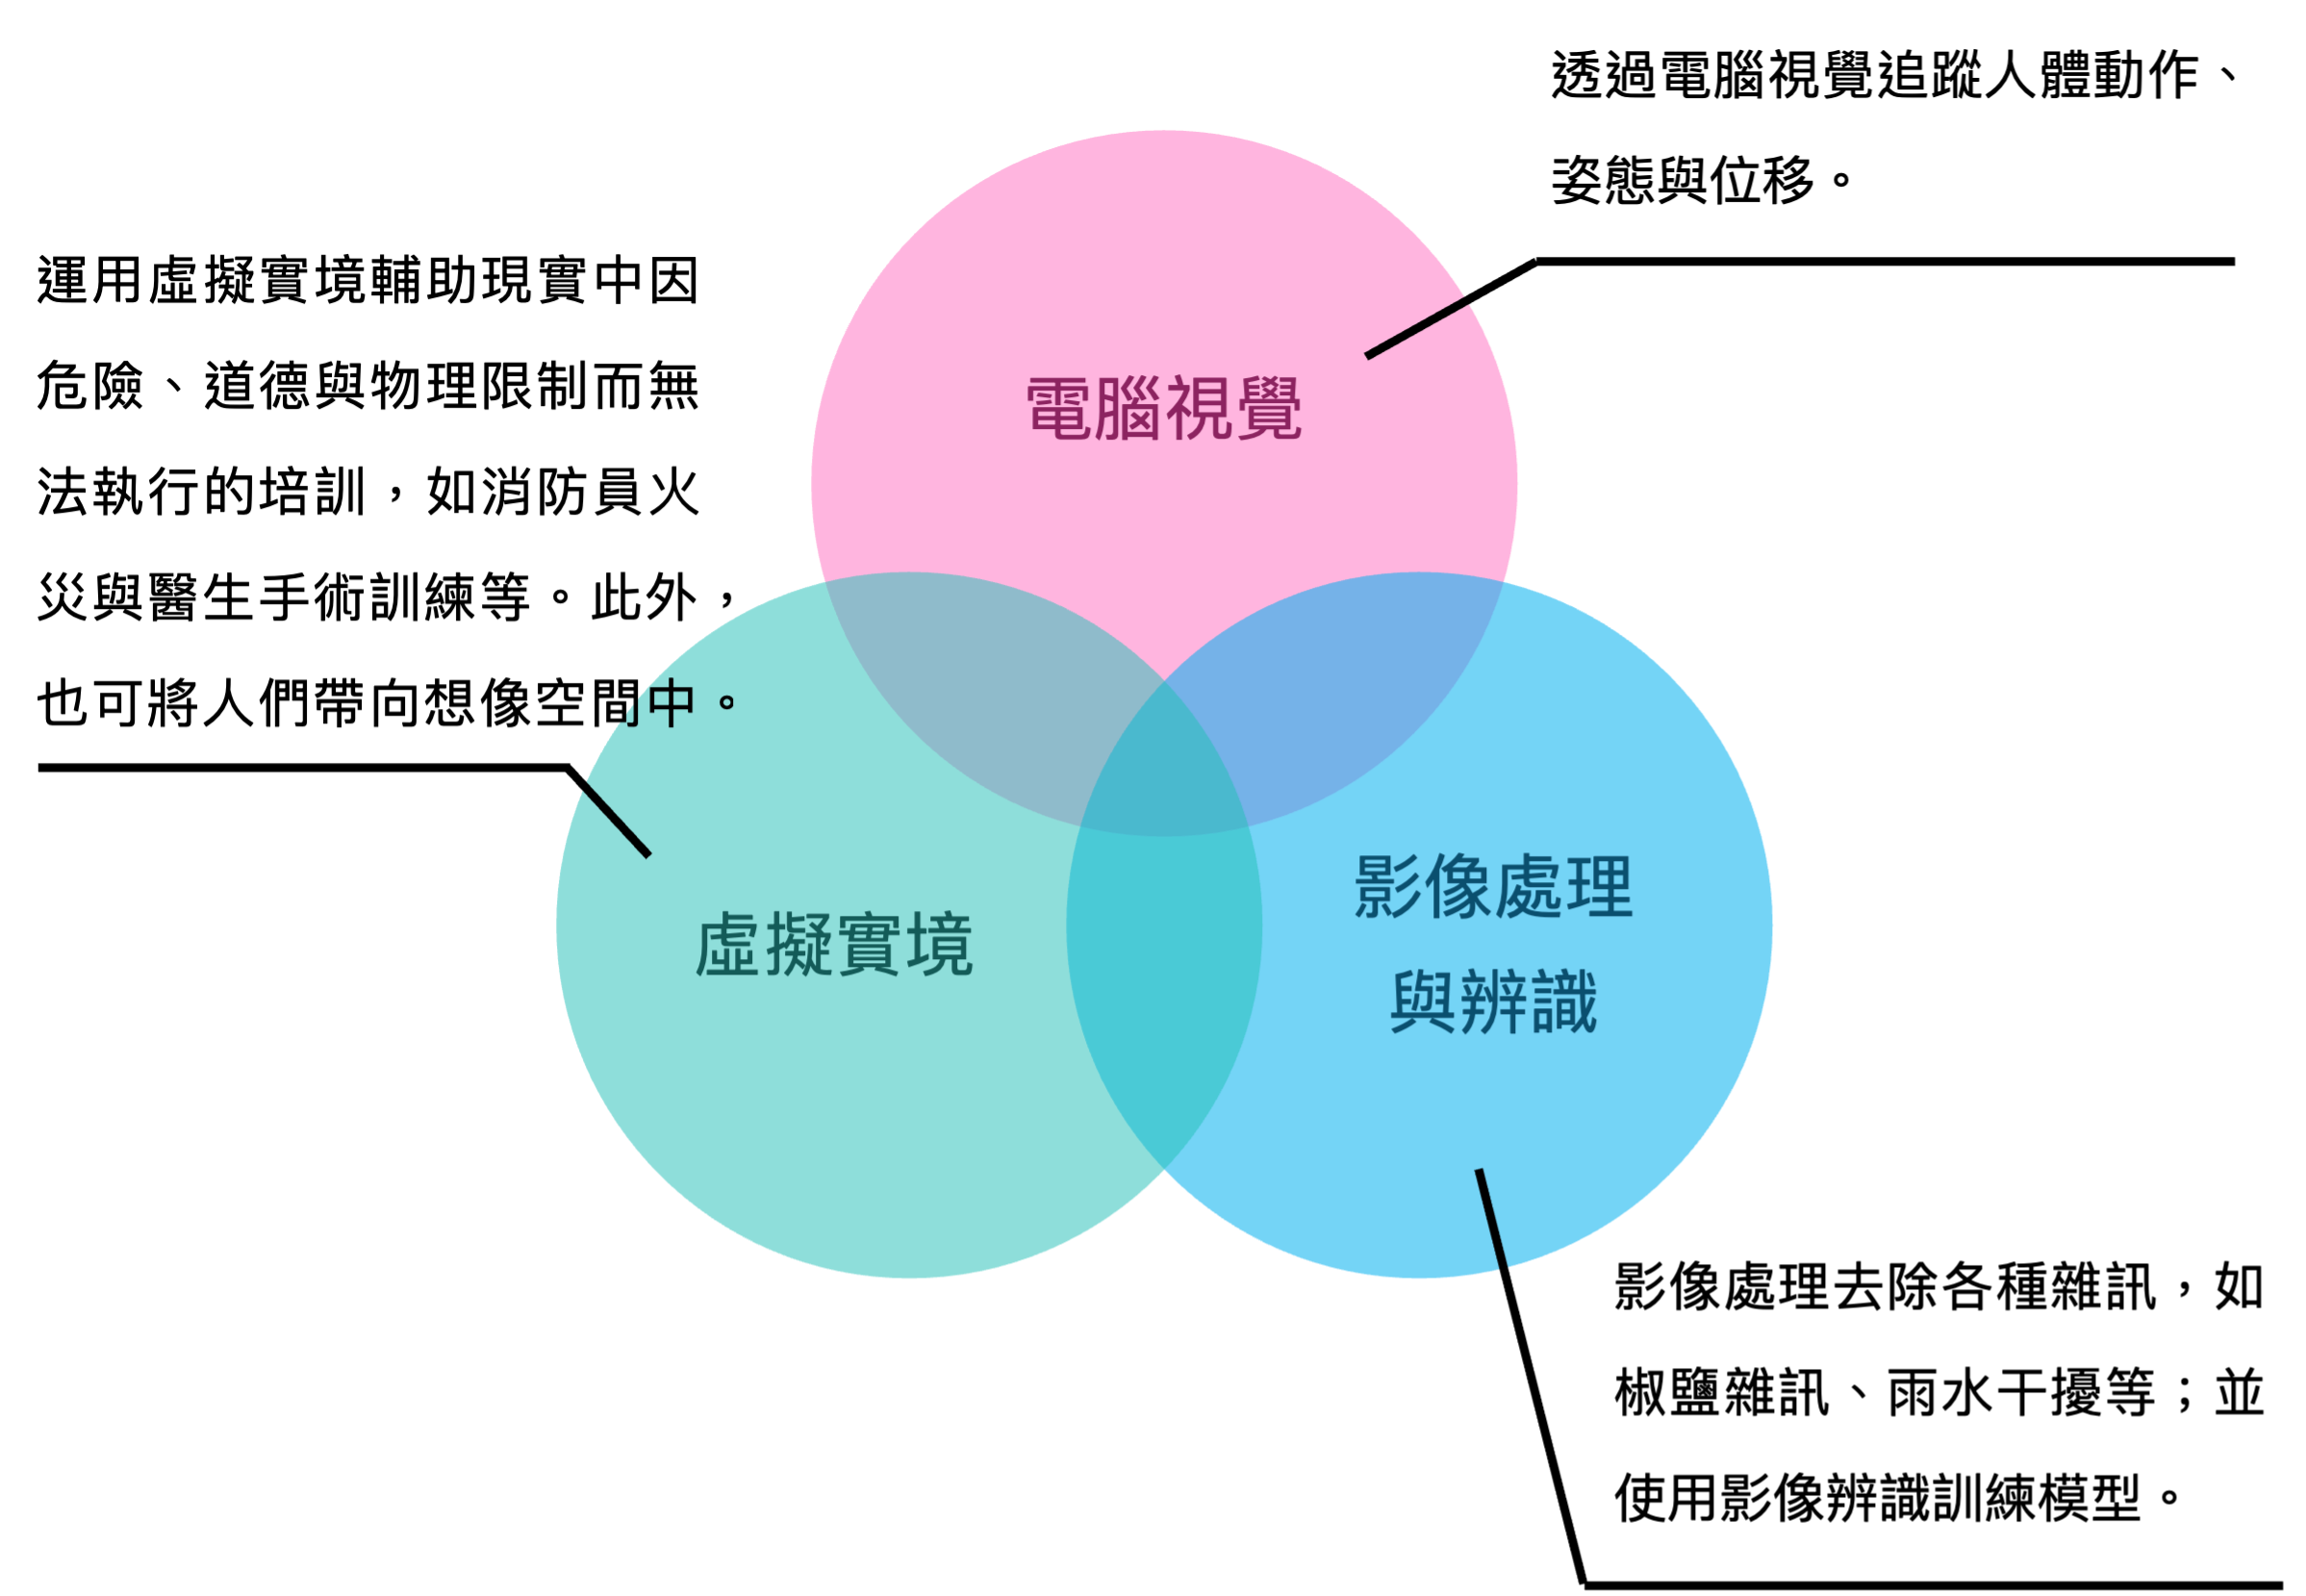 透過電腦視覺追蹤人體動作、
姿態與位移。
運用虛擬實境輔助現實中因
危險、道德與物理限制而無
法執行的培訓，如消防員火
災與醫生手術訓練等。此外，
也可將人們帶向想像空間中。
電腦視覺
虛擬實境
影像處理
與辨識
影像處理去除各種雜訊，如
椒鹽雜訊、雨水干擾等；並
使用影像辨識訓練模型。